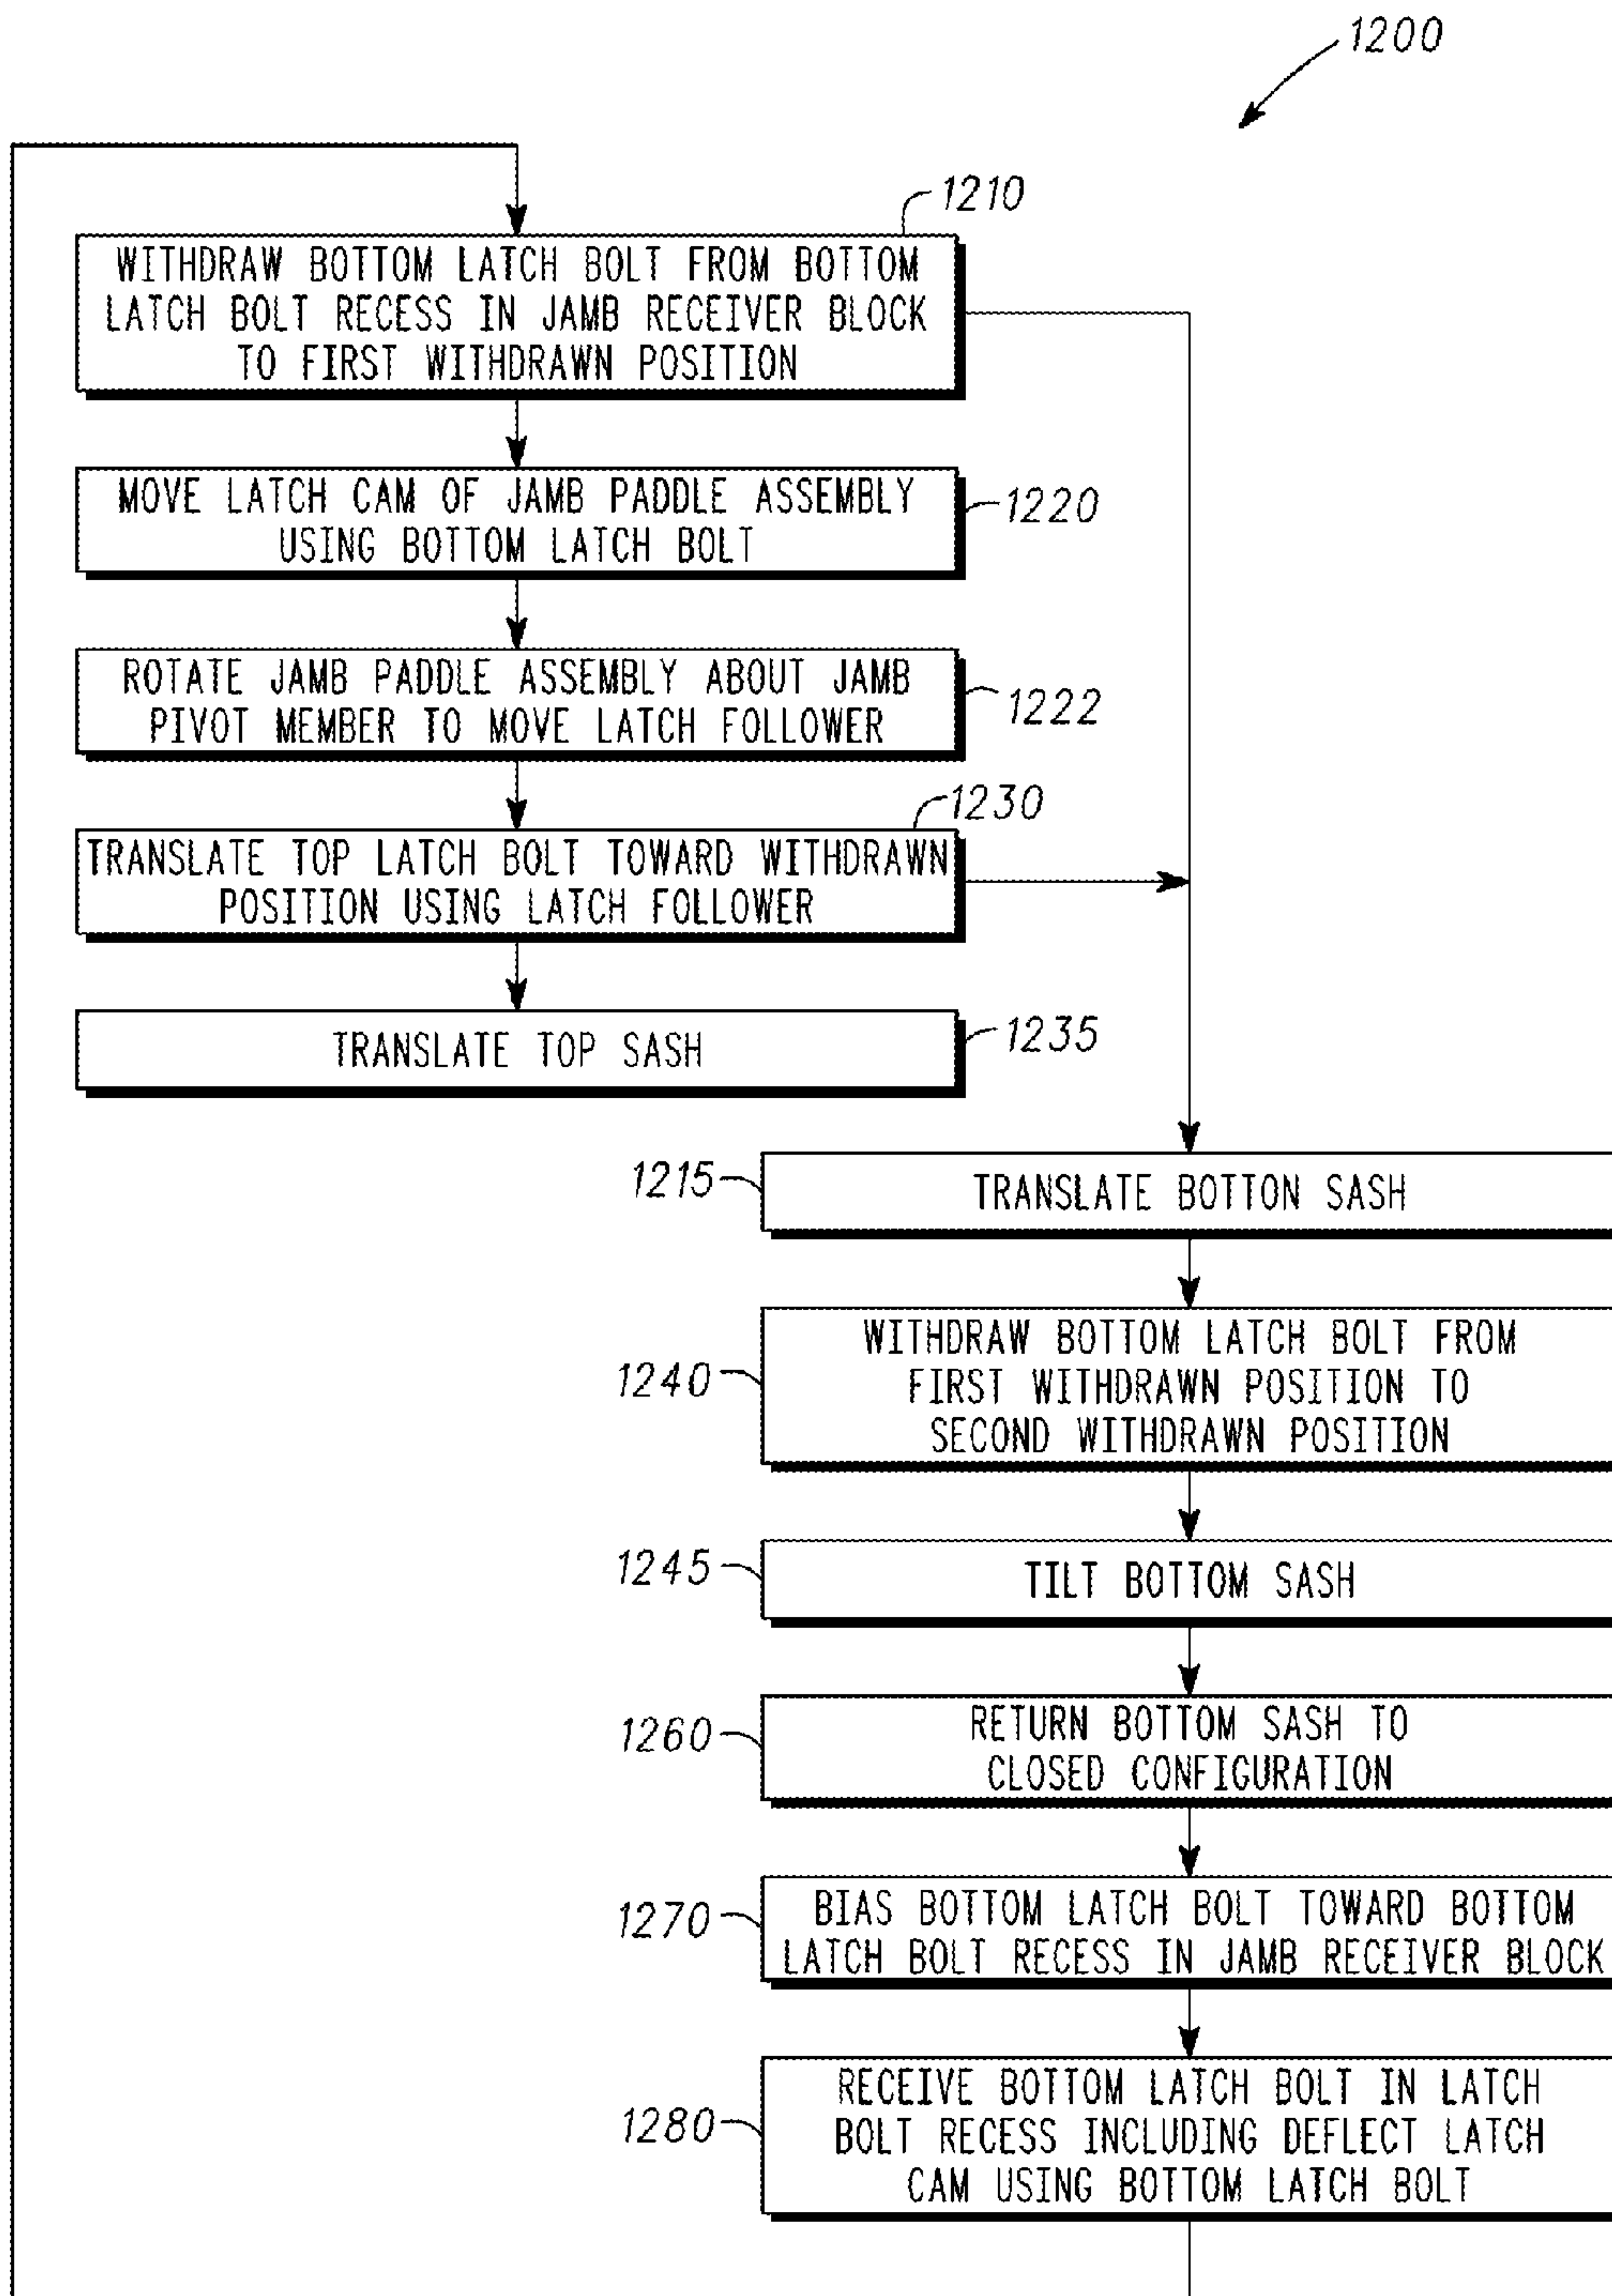 1200
1210
WITHDRAW BOTTOM LATCH BOLT FROM BOTTOM
LATCH BOLT RECESS IN JAMB RECEIVER BLOCK
TO FIRST WITHDRAWN POSITION
MOVE LATCH CAM OF JAMB PADDLE ASSEMBLY
USING BOTTOM LATCH BOLT
1220
ROTATE JAMB PADDLE ASSEMBLY ABOUT JAMB
PIVOT MEMBER TO MOVE LATCH FOLLOWER
1222
1230
TRANSLATE TOP LATCH BOLT TOWARD WITHDRAWN
POSITION USING LATCH FOLLOWER
TRANSLATE TOP SASH
1235
1215
TRANSLATE BOTTON SASH
1240
WITHDRAW BOTTOM LATCH BOLT FROM
FIRST WITHDRAWN POSITION TO
SECOND WITHDRAWN POSITION
1245
TILT BOTTOM SASH
1260
RETURN BOTTOM SASH TO
CLOSED CONFIGURATION
1270
BIAS BOTTOM LATCH BOLT TOWARD BOTTOM
LATCH BOLT RECESS IN JAMB RECEIVER BLOCK
1280
RECEIVE BOTTOM LATCH BOLT IN LATCH
BOLT RECESS INCLUDING DEFLECT LATCH
CAM USING BOTTOM LATCH BOLT